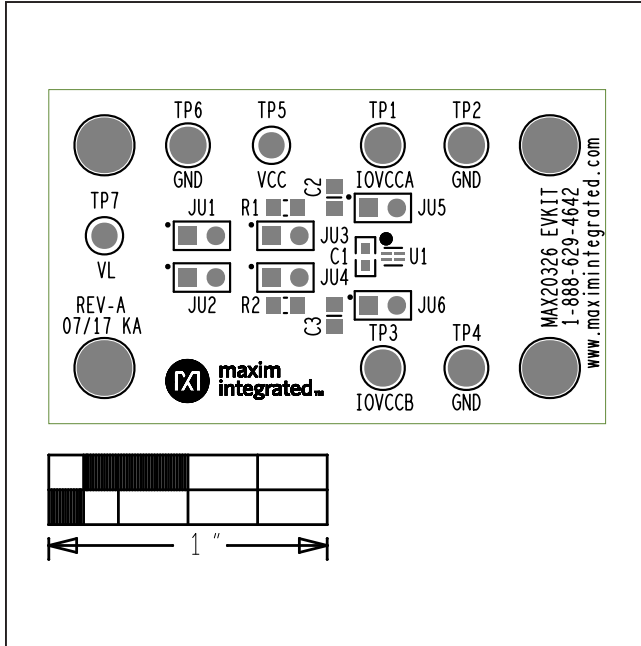 TP6
TP5
TP1
TP2
GND
VCC
IOVCCA
GND
TP7
VL
JU1
R1
C2
JU5
JU3
C1
U1
JU2
JU4
R2
C3
JU6
REV-A
07/17 KA
TP3
TP4
IOVCCB
GND
maxim
integrated™
MAX20326 EVKIT
1-888-629-4642
www.maximintegrated.com
1 "